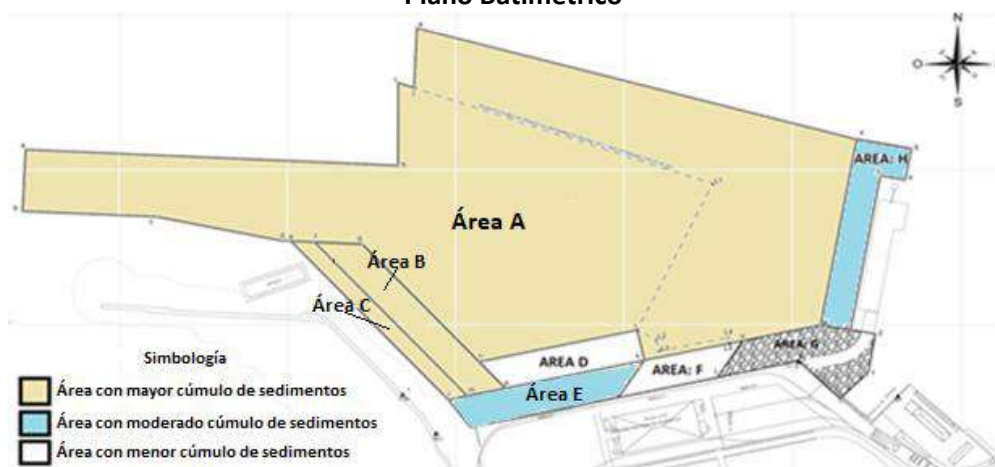 Plano Batimétrico
N
O
S
AREA: H
Área A
Área B
Área C
AREA D
AREA: F
AREA: G
Área E
Simbología
Área con mayor cúmulo de sedimentos
Área con moderado cúmulo de sedimentos
Área con menor cúmulo de sedimentos